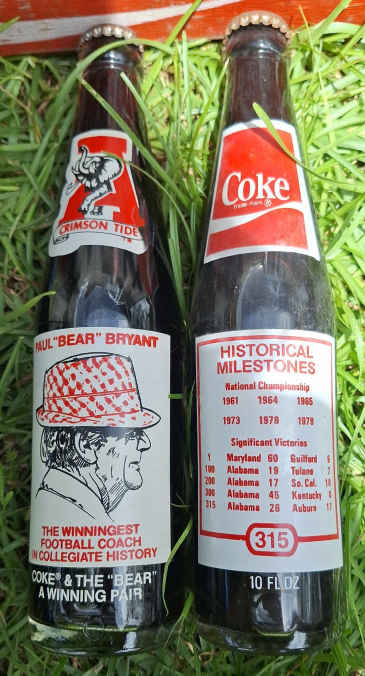 CRIMSON TIDE
PAUL "BEAR" BRYANT
THE WINNINGEST
FOOTBALL COACH
IN COLLEGIATE HISTORY
COKE® & THE "BEAR"
A WINNING PAIR
Coke
TRADE-MARK ®
HISTORICAL
MILESTONES
National Championship
1961 1964 1965
1973 1978 1979
Significant Victories
1 Maryland 60 Guilford 6
100 Alabama 19 Tulane 7
200 Alabama 17 So. Cal. 10
300 Alabama 45 Kentucky 0
315 Alabama 28 Auburn 17
315
10 FL.OZ